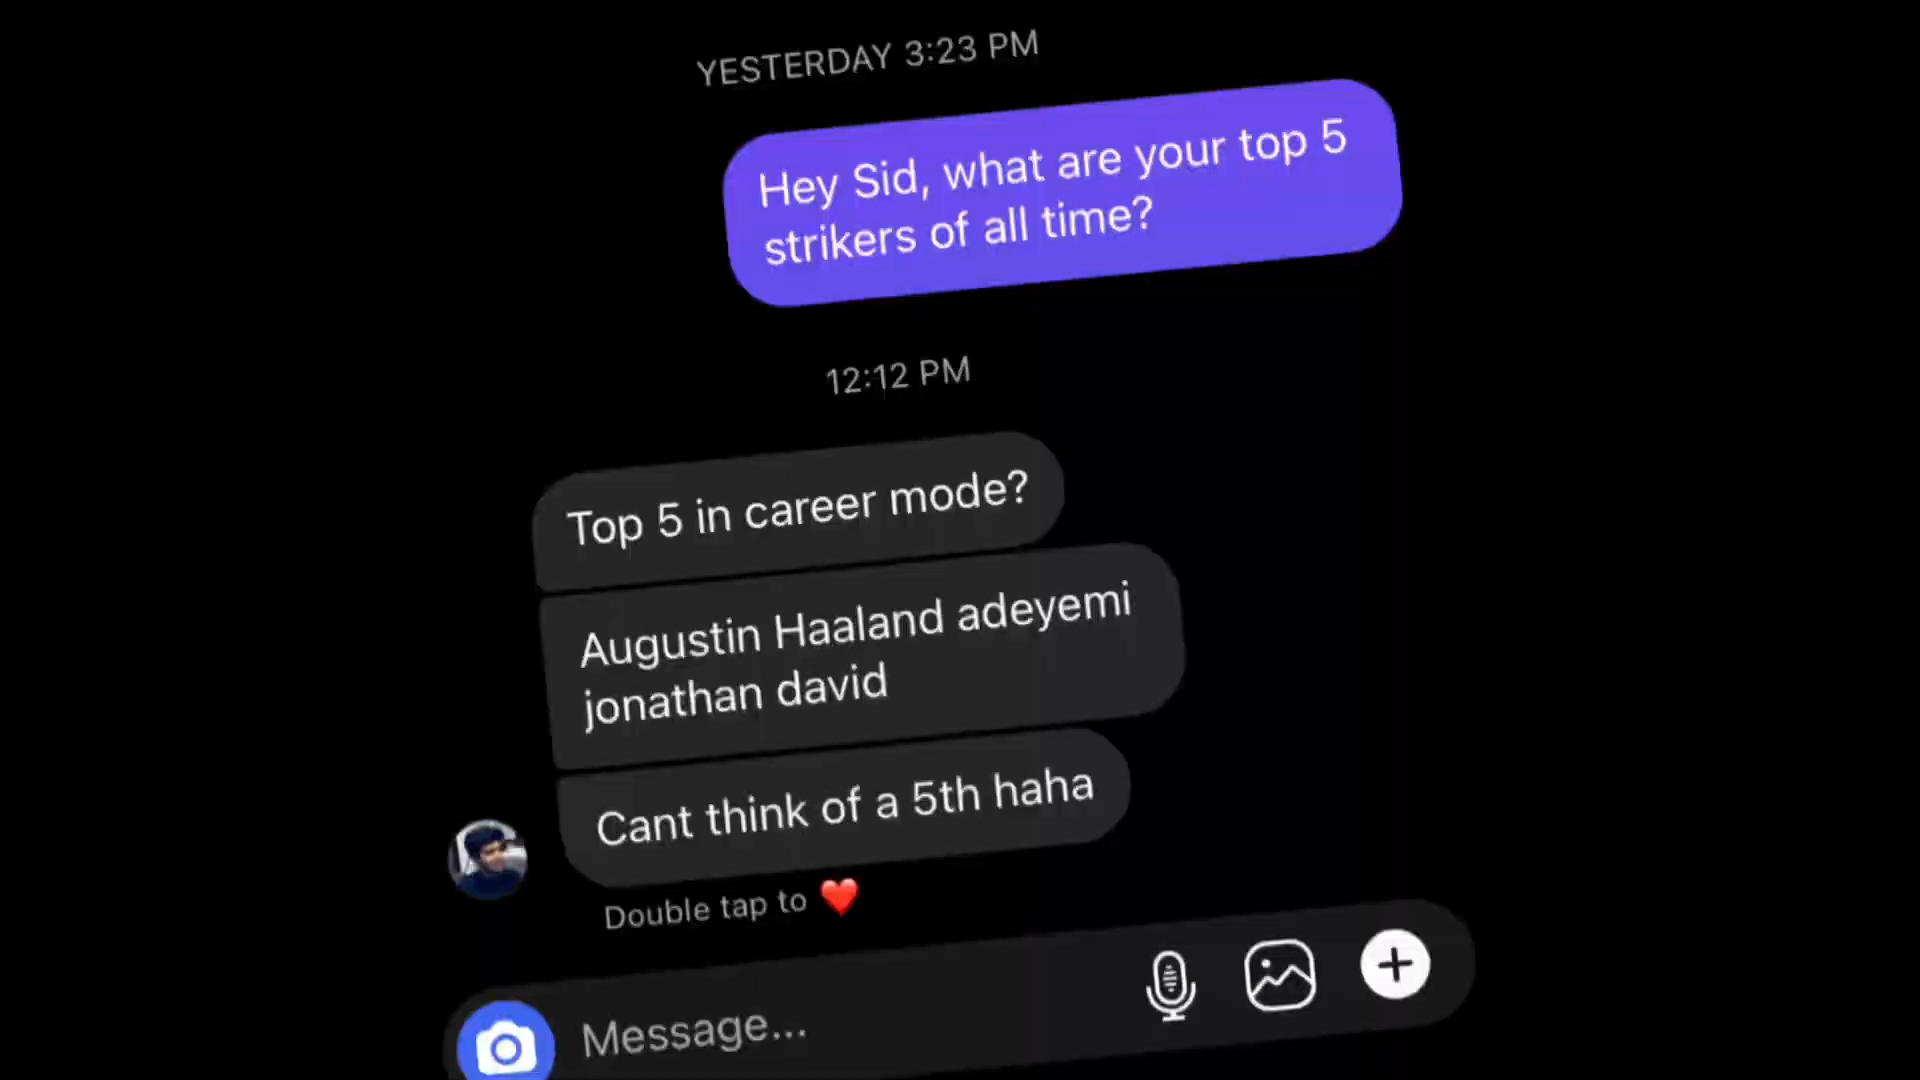 YESTERDAY 3:23 PM
Hey Sid, what are your top 5
strikers of all time?
12:12 PM
Top 5 in career mode?
Augustin Haaland adeyemi
jonathan david
Cant think of a 5th haha
Double tap to ❤️
Message...